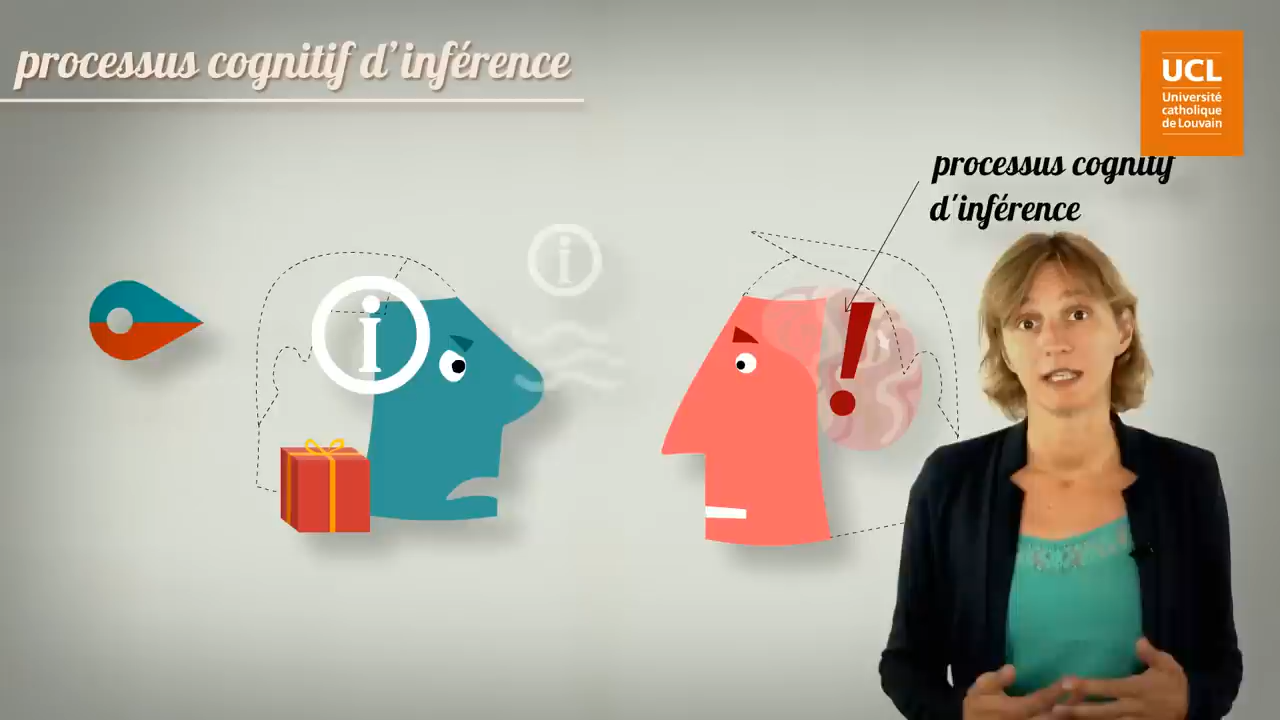 processus cognitif d'inférence
UCL
Université
catholique
de Louvain
processus cognitif
d'inférence
i
i
!